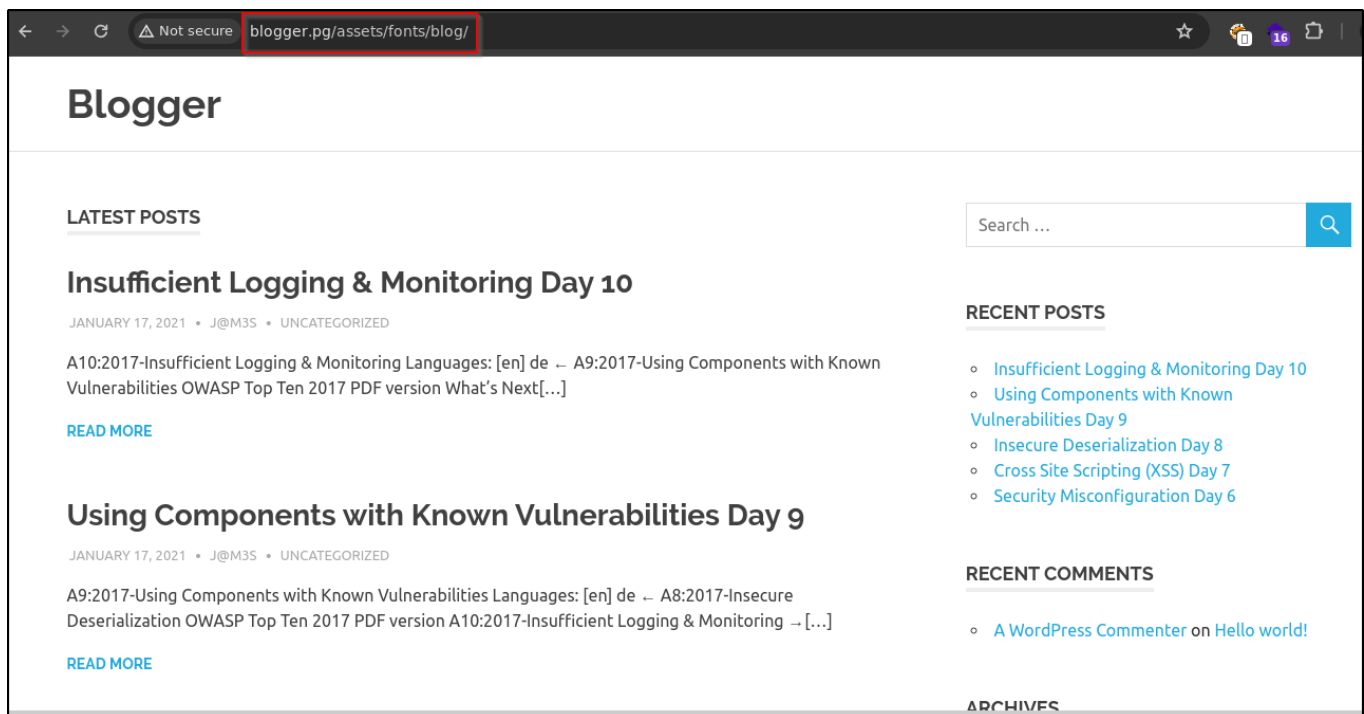 Not secure blogger.pg/assets/fonts/blog/
16
Blogger
LATEST POSTS
Insufficient Logging & Monitoring Day 10
JANUARY 17, 2021 • J@M3S • UNCATEGORIZED
A10:2017-Insufficient Logging & Monitoring Languages: [en] de ← A9:2017-Using Components with Known
Vulnerabilities OWASP Top Ten 2017 PDF version What’s Next[…]
READ MORE
Using Components with Known Vulnerabilities Day 9
JANUARY 17, 2021 • J@M3S • UNCATEGORIZED
A9:2017-Using Components with Known Vulnerabilities Languages: [en] de ← A8:2017-Insecure
Deserialization OWASP Top Ten 2017 PDF version A10:2017-Insufficient Logging & Monitoring →[…]
READ MORE
Search …
RECENT POSTS
Insufficient Logging & Monitoring Day 10
Using Components with Known
Vulnerabilities Day 9
Insecure Deserialization Day 8
Cross Site Scripting (XSS) Day 7
Security Misconfiguration Day 6
RECENT COMMENTS
A WordPress Commenter on Hello world!
ARCHIVES